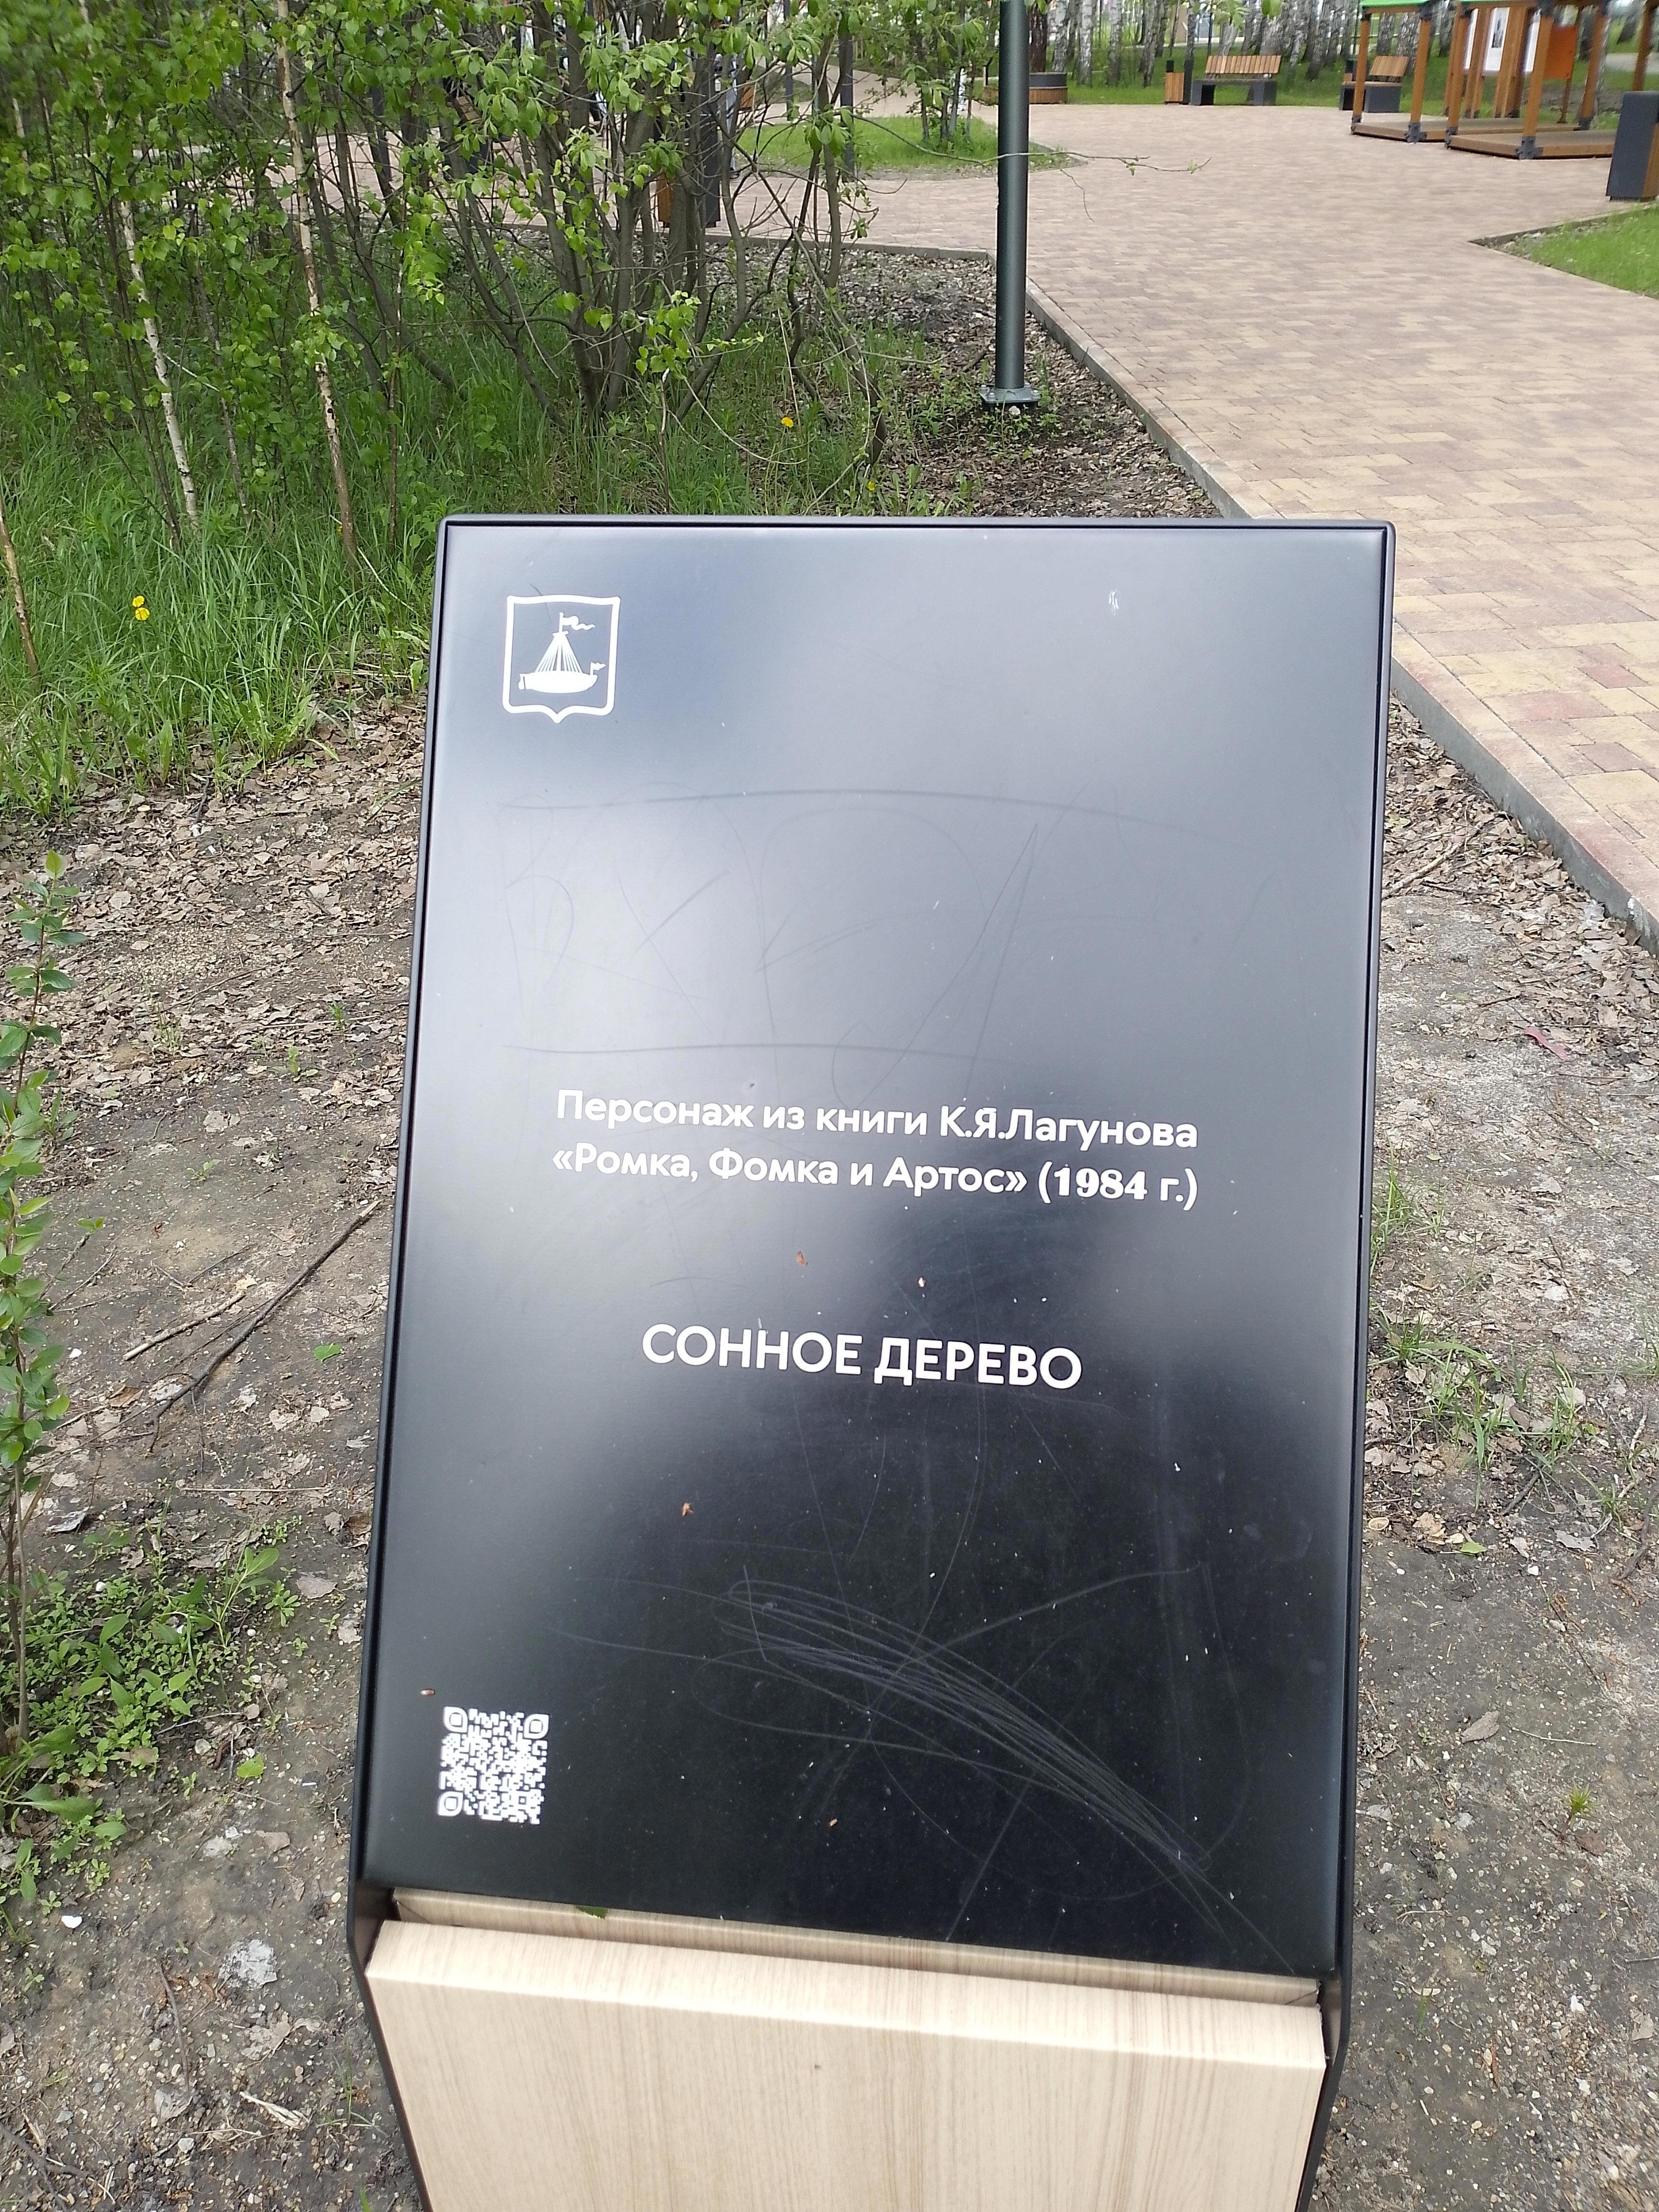 Персонаж из книги К.Я.Лагунова
«Ромка, Фомка и Артос» (1984 г.)
СОННОЕ ДЕРЕВО